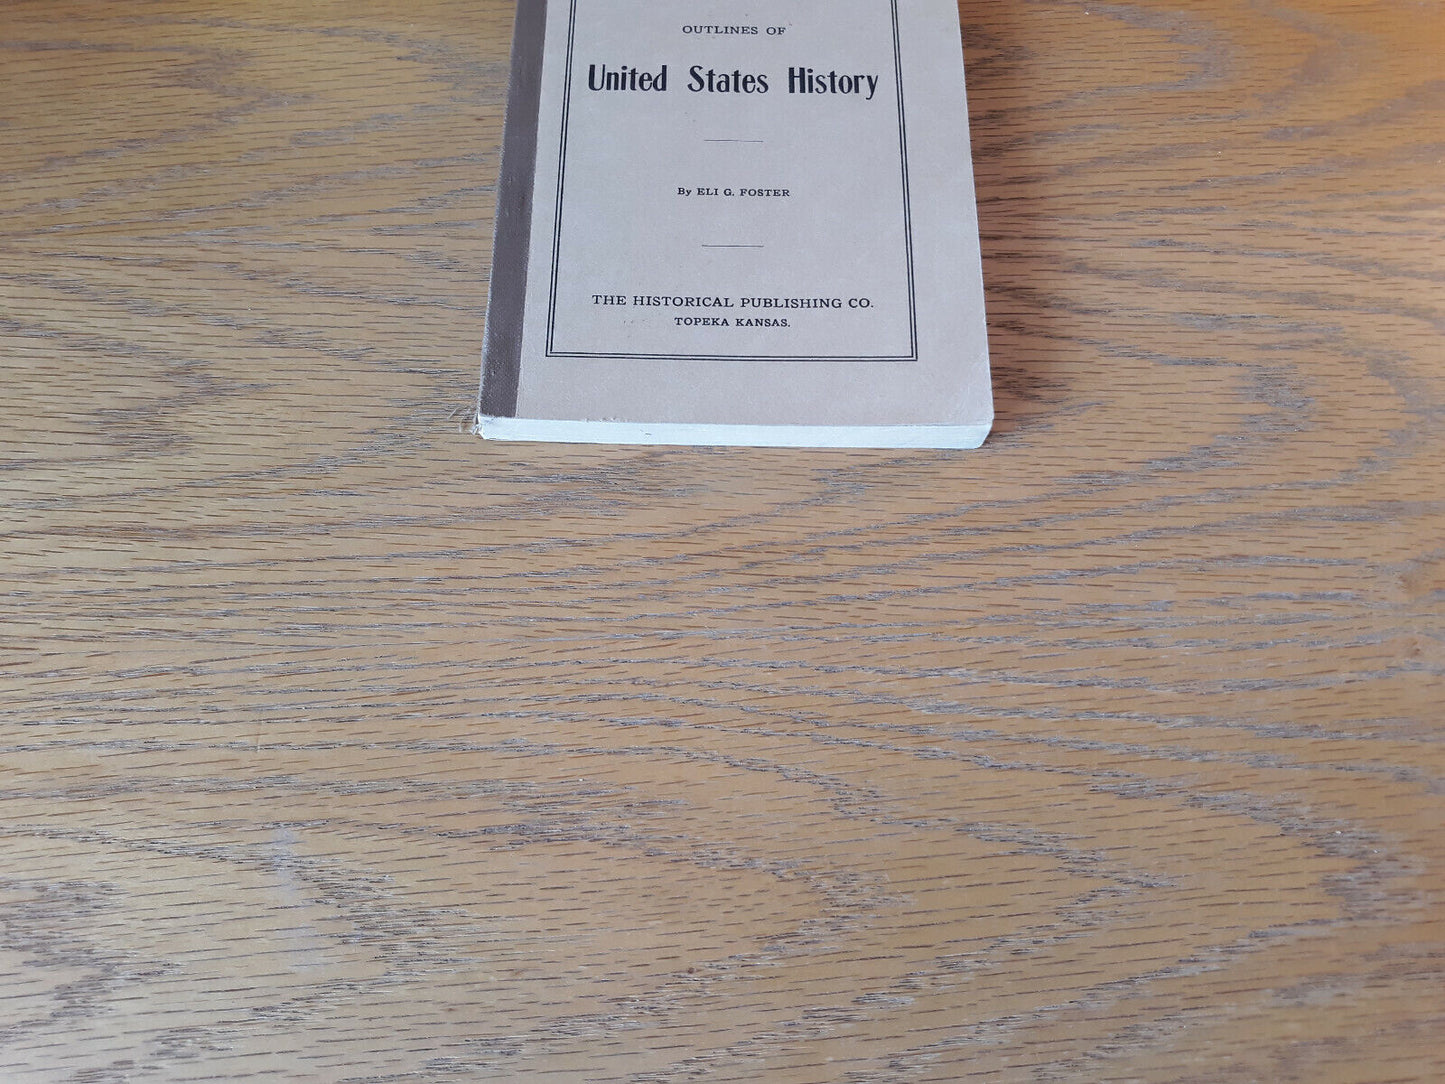 OUTLINES OF
United States History
By ELI G. FOSTER
THE HISTORICAL PUBLISHING CO.
TOPEKA KANSAS.